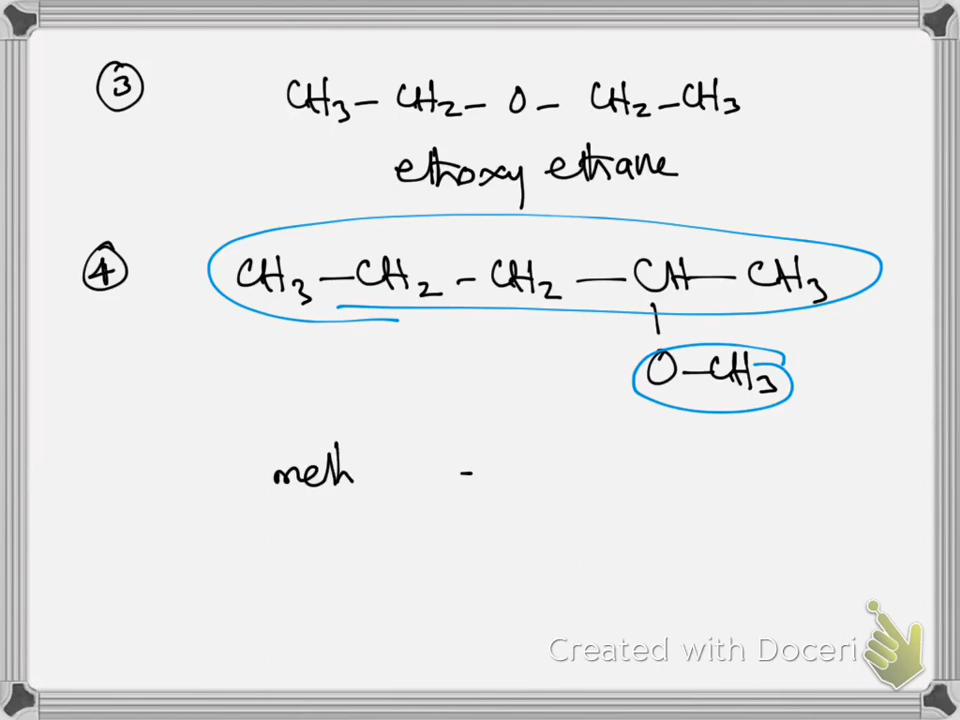 ③ CH3 – CH2 – O – CH2 – CH3
ethoxy ethane
④ CH3 – CH2 – CH2 – CH – CH3
O – CH3
meth -
Created with Doceri